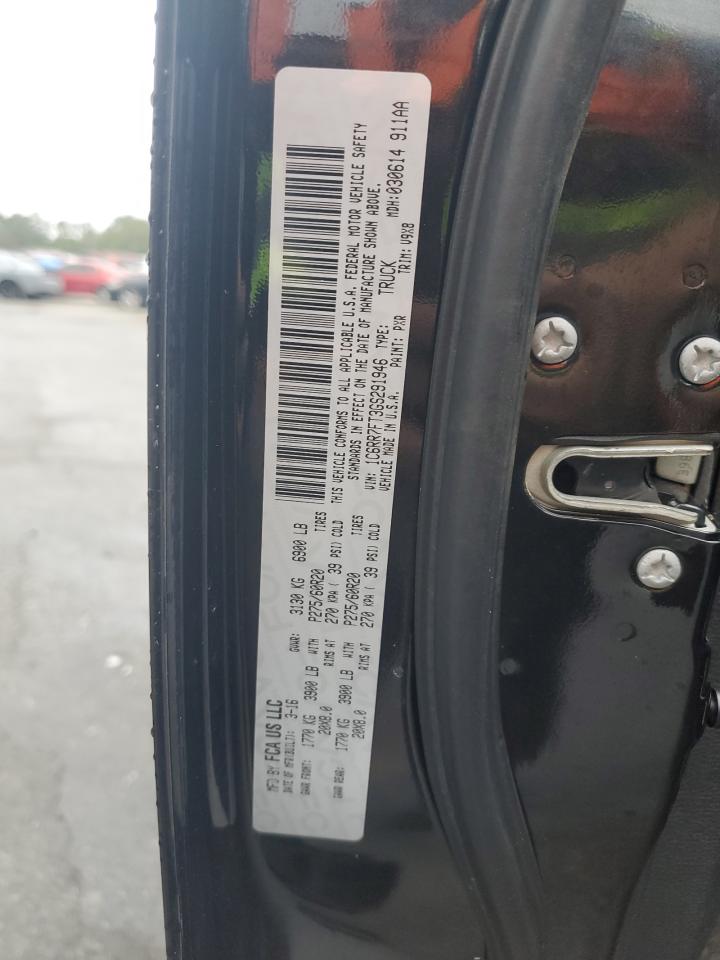 MFD BY FCA US LLC
DATE OF MFR(BUILT): 3-16 GVWR: 3130 KG 6900 LB
GAWR FRONT: 1770 KG 3900 LB WITH P275/60R20 TIRES
20X8.0 RIMS AT 270 KPA ( 39 PSI) COLD
GAWR REAR: 1770 KG 3900 LB WITH P275/60R20 TIRES
20X8.0 RIMS AT 270 KPA ( 39 PSI) COLD
THIS VEHICLE CONFORMS TO ALL APPLICABLE U.S.A. FEDERAL MOTOR VEHICLE SAFETY
STANDARDS IN EFFECT ON THE DATE OF MANUFACTURE SHOWN ABOVE.
VIN: 1C6RR7FT3GS291946 TYPE: TRUCK MDH:030614 911AA
VEHICLE MADE IN U.S.A. PAINT: PXR TRIM: V9X8